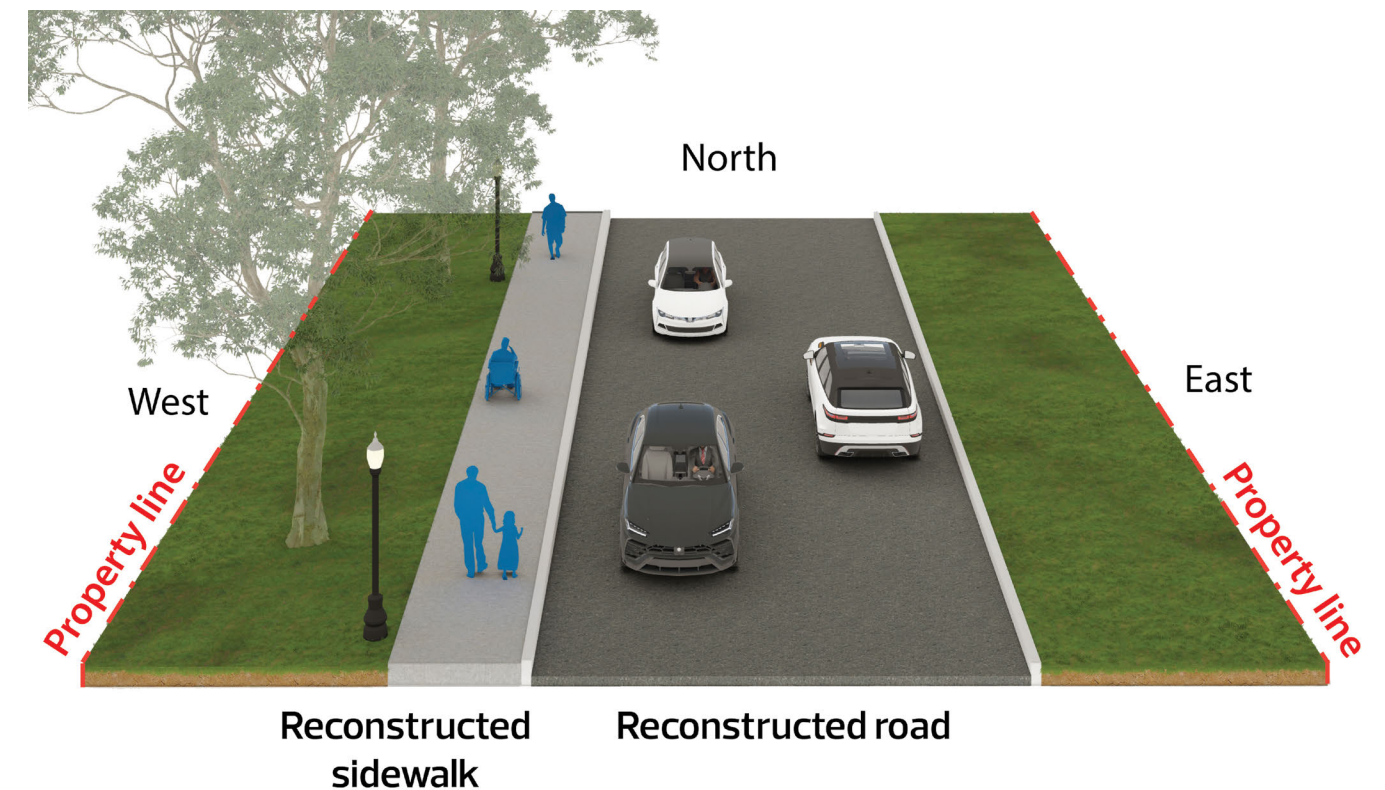 North
West
East
Property line
Property line
Reconstructed
sidewalk
Reconstructed road